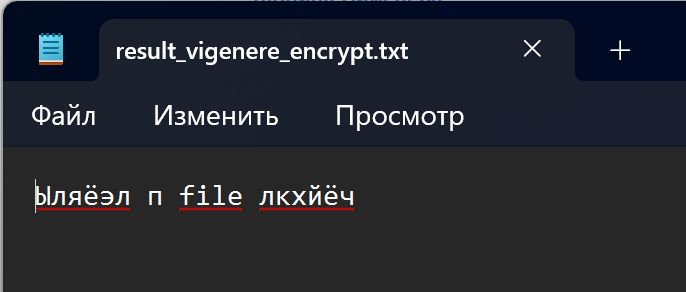 result_vigenere_encrypt.txt
Файл Изменить Просмотр
Ыляёэл п file лкхйёч